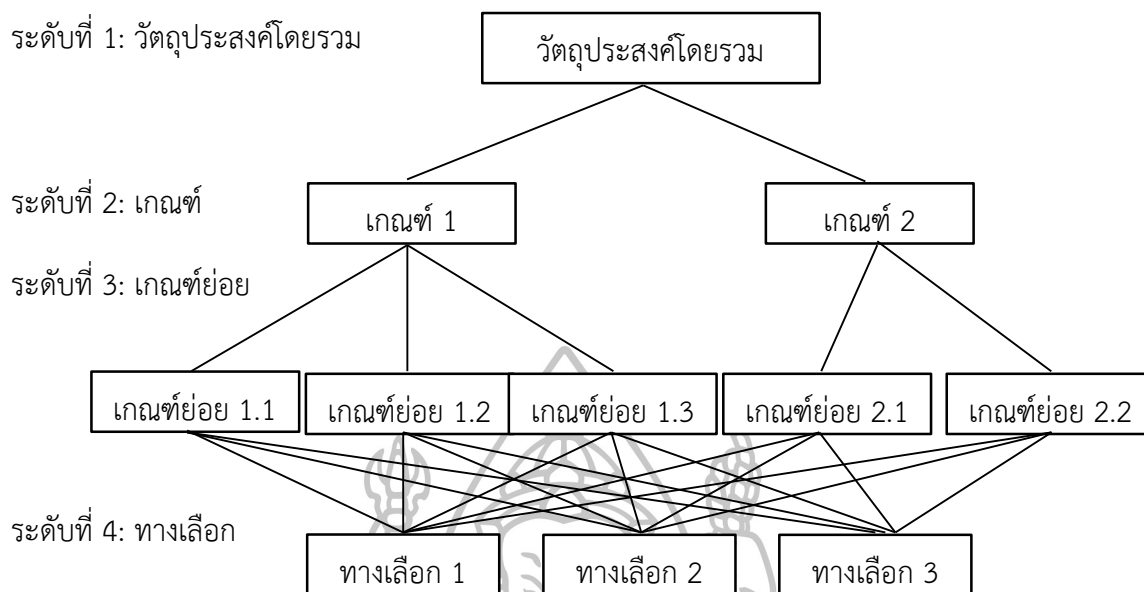 ระดับที่ 1: วัตถุประสงค์โดยรวม
วัตถุประสงค์โดยรวม
ระดับที่ 2: เกณฑ์
เกณฑ์ 1
เกณฑ์ 2
ระดับที่ 3: เกณฑ์ย่อย
เกณฑ์ย่อย 1.1
เกณฑ์ย่อย 1.2
เกณฑ์ย่อย 1.3
เกณฑ์ย่อย 2.1
เกณฑ์ย่อย 2.2
ระดับที่ 4: ทางเลือก
ทางเลือก 1
ทางเลือก 2
ทางเลือก 3